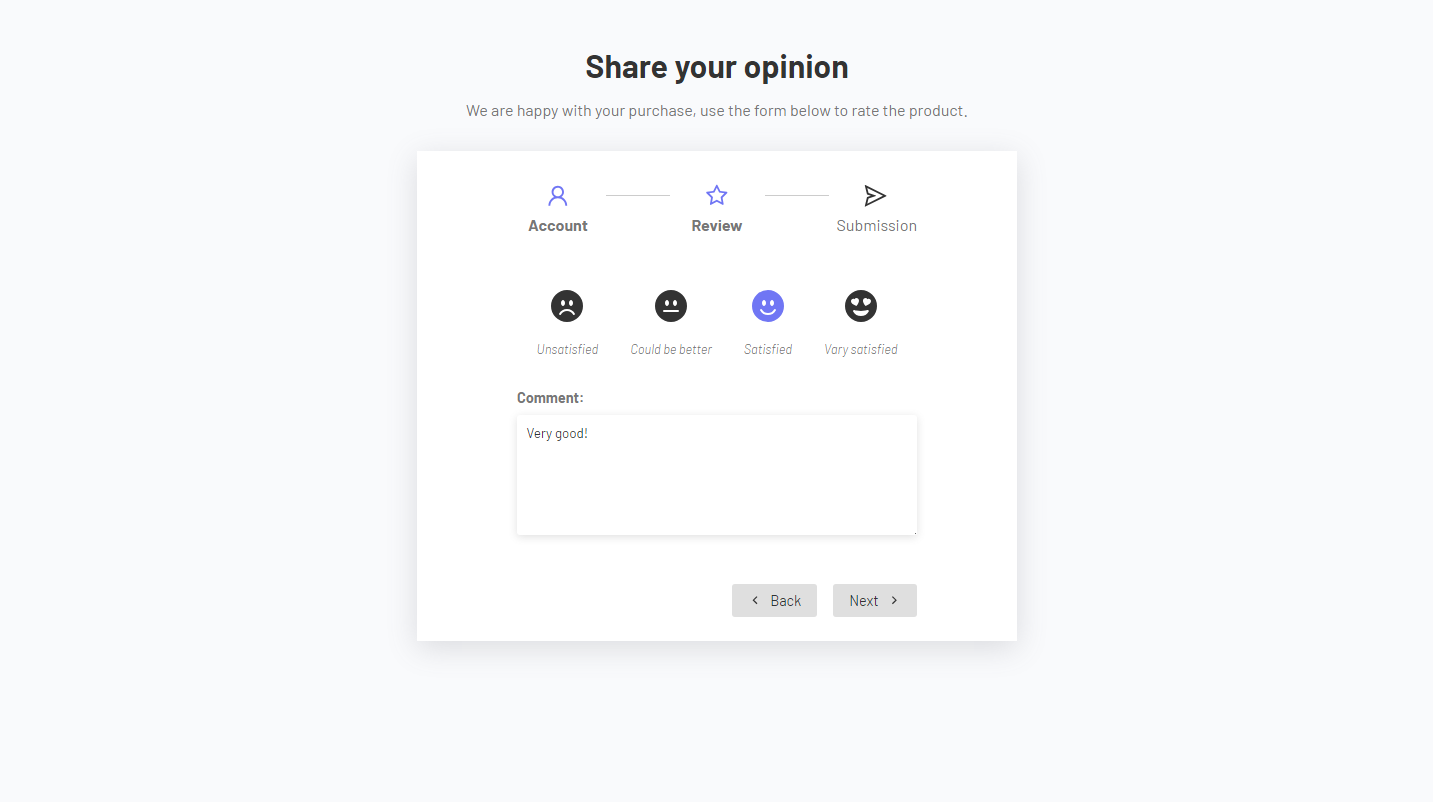 Share your opinion
We are happy with your purchase, use the form below to rate the product.
Account Review Submission
Unsatisfied Could be better Satisfied Vary satisfied
Comment:
Very good!
Back Next